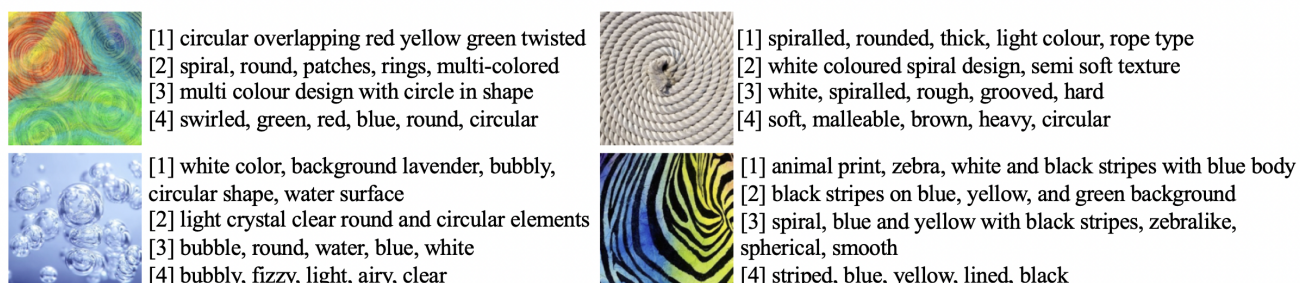 [1] circular overlapping red yellow green twisted
[2] spiral, round, patches, rings, multi-colored
[3] multi colour design with circle in shape
[4] swirled, green, red, blue, round, circular
[1] spiralled, rounded, thick, light colour, rope type
[2] white coloured spiral design, semi soft texture
[3] white, spiralled, rough, grooved, hard
[4] soft, malleable, brown, heavy, circular
[1] white color, background lavender, bubbly,
circular shape, water surface
[2] light crystal clear round and circular elements
[3] bubble, round, water, blue, white
[4] bubbly, fizzy, light, airy, clear
[1] animal print, zebra, white and black stripes with blue body
[2] black stripes on blue, yellow, and green background
[3] spiral, blue and yellow with black stripes, zebralike,
spherical, smooth
[4] striped, blue, yellow, lined, black